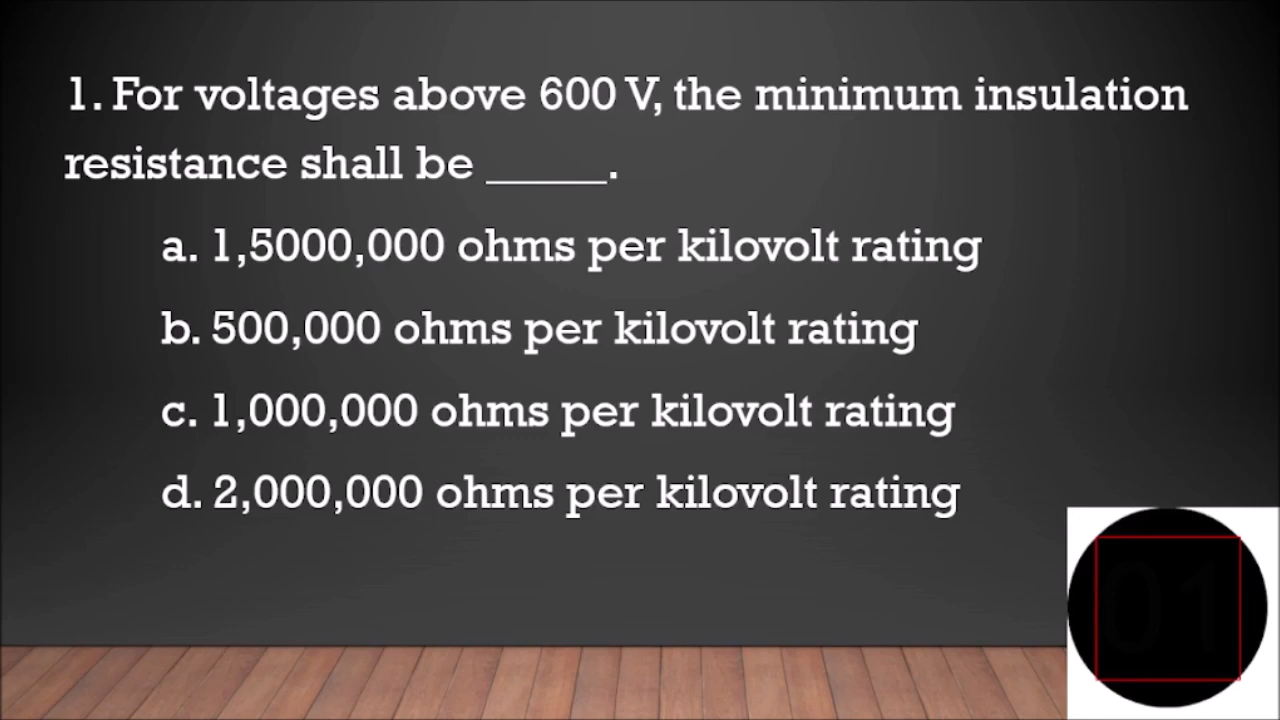 1. For voltages above 600 V, the minimum insulation
resistance shall be _____.
a. 1,5000,000 ohms per kilovolt rating
b. 500,000 ohms per kilovolt rating
c. 1,000,000 ohms per kilovolt rating
d. 2,000,000 ohms per kilovolt rating
01